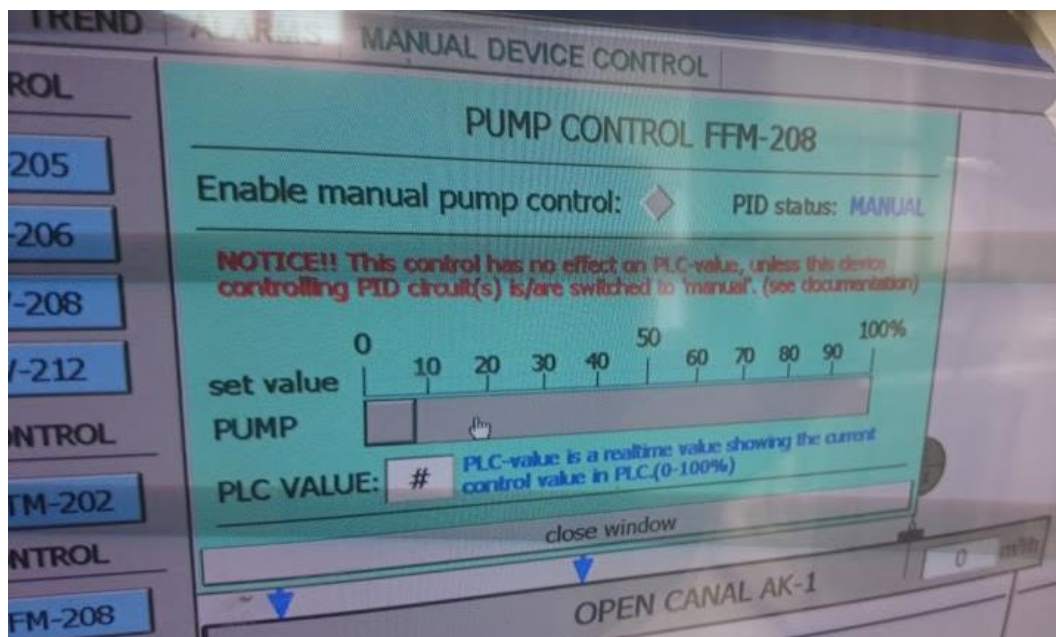 TREND
ALARMS
MANUAL DEVICE CONTROL
ROL
205
-206
-208
-212
NTROL
TM-202
NTROL
FM-208
PUMP CONTROL FFM-208
Enable manual pump control:
PID status: MANUAL
NOTICE!! This control has no effect on PLC-value, unless this device
controlling PID circuit(s) is/are switched to 'manual'. (see documentation)
0 10 20 30 40 50 60 70 80 90 100%
set value
PUMP
PLC VALUE: #
PLC-value is a realtime value showing the current
control value in PLC.(0-100%)
close window
0 m³/h
OPEN CANAL AK-1